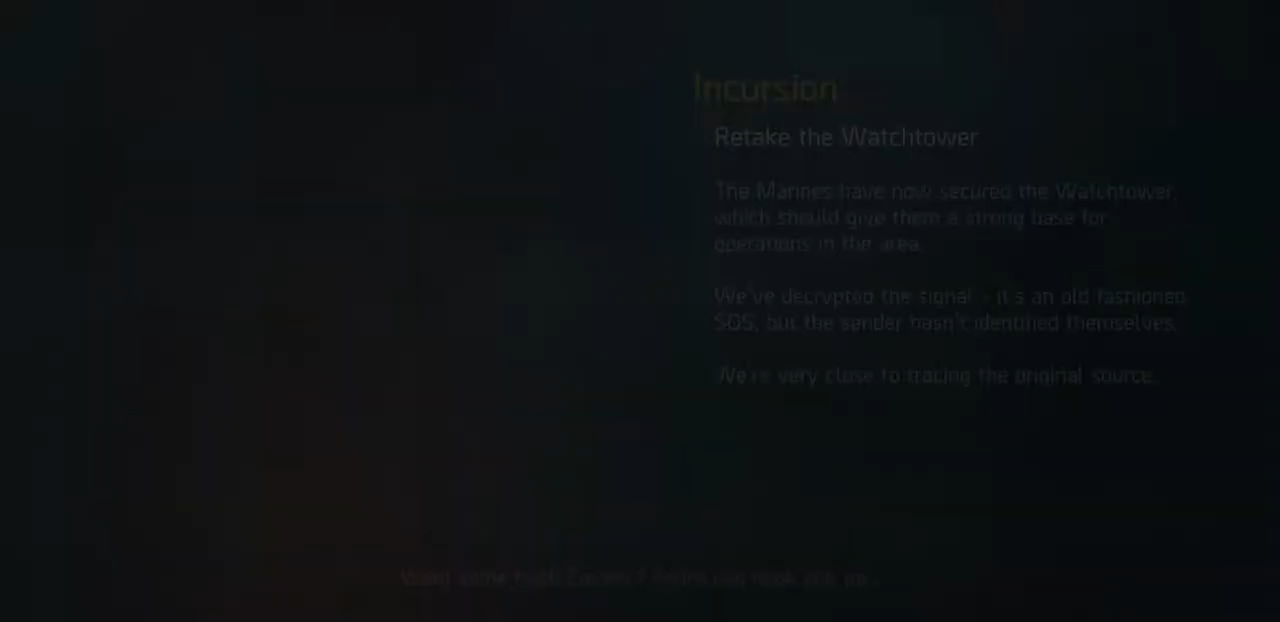 Incursion
Retake the Watchtower
The Marines have now secured the Watchtower,
which should give them a strong base for
operations in the area.
We've decrypted the signal - it's an old fashioned
SOS, but the sender hasn't identified themselves.
We're very close to tracing the original source.